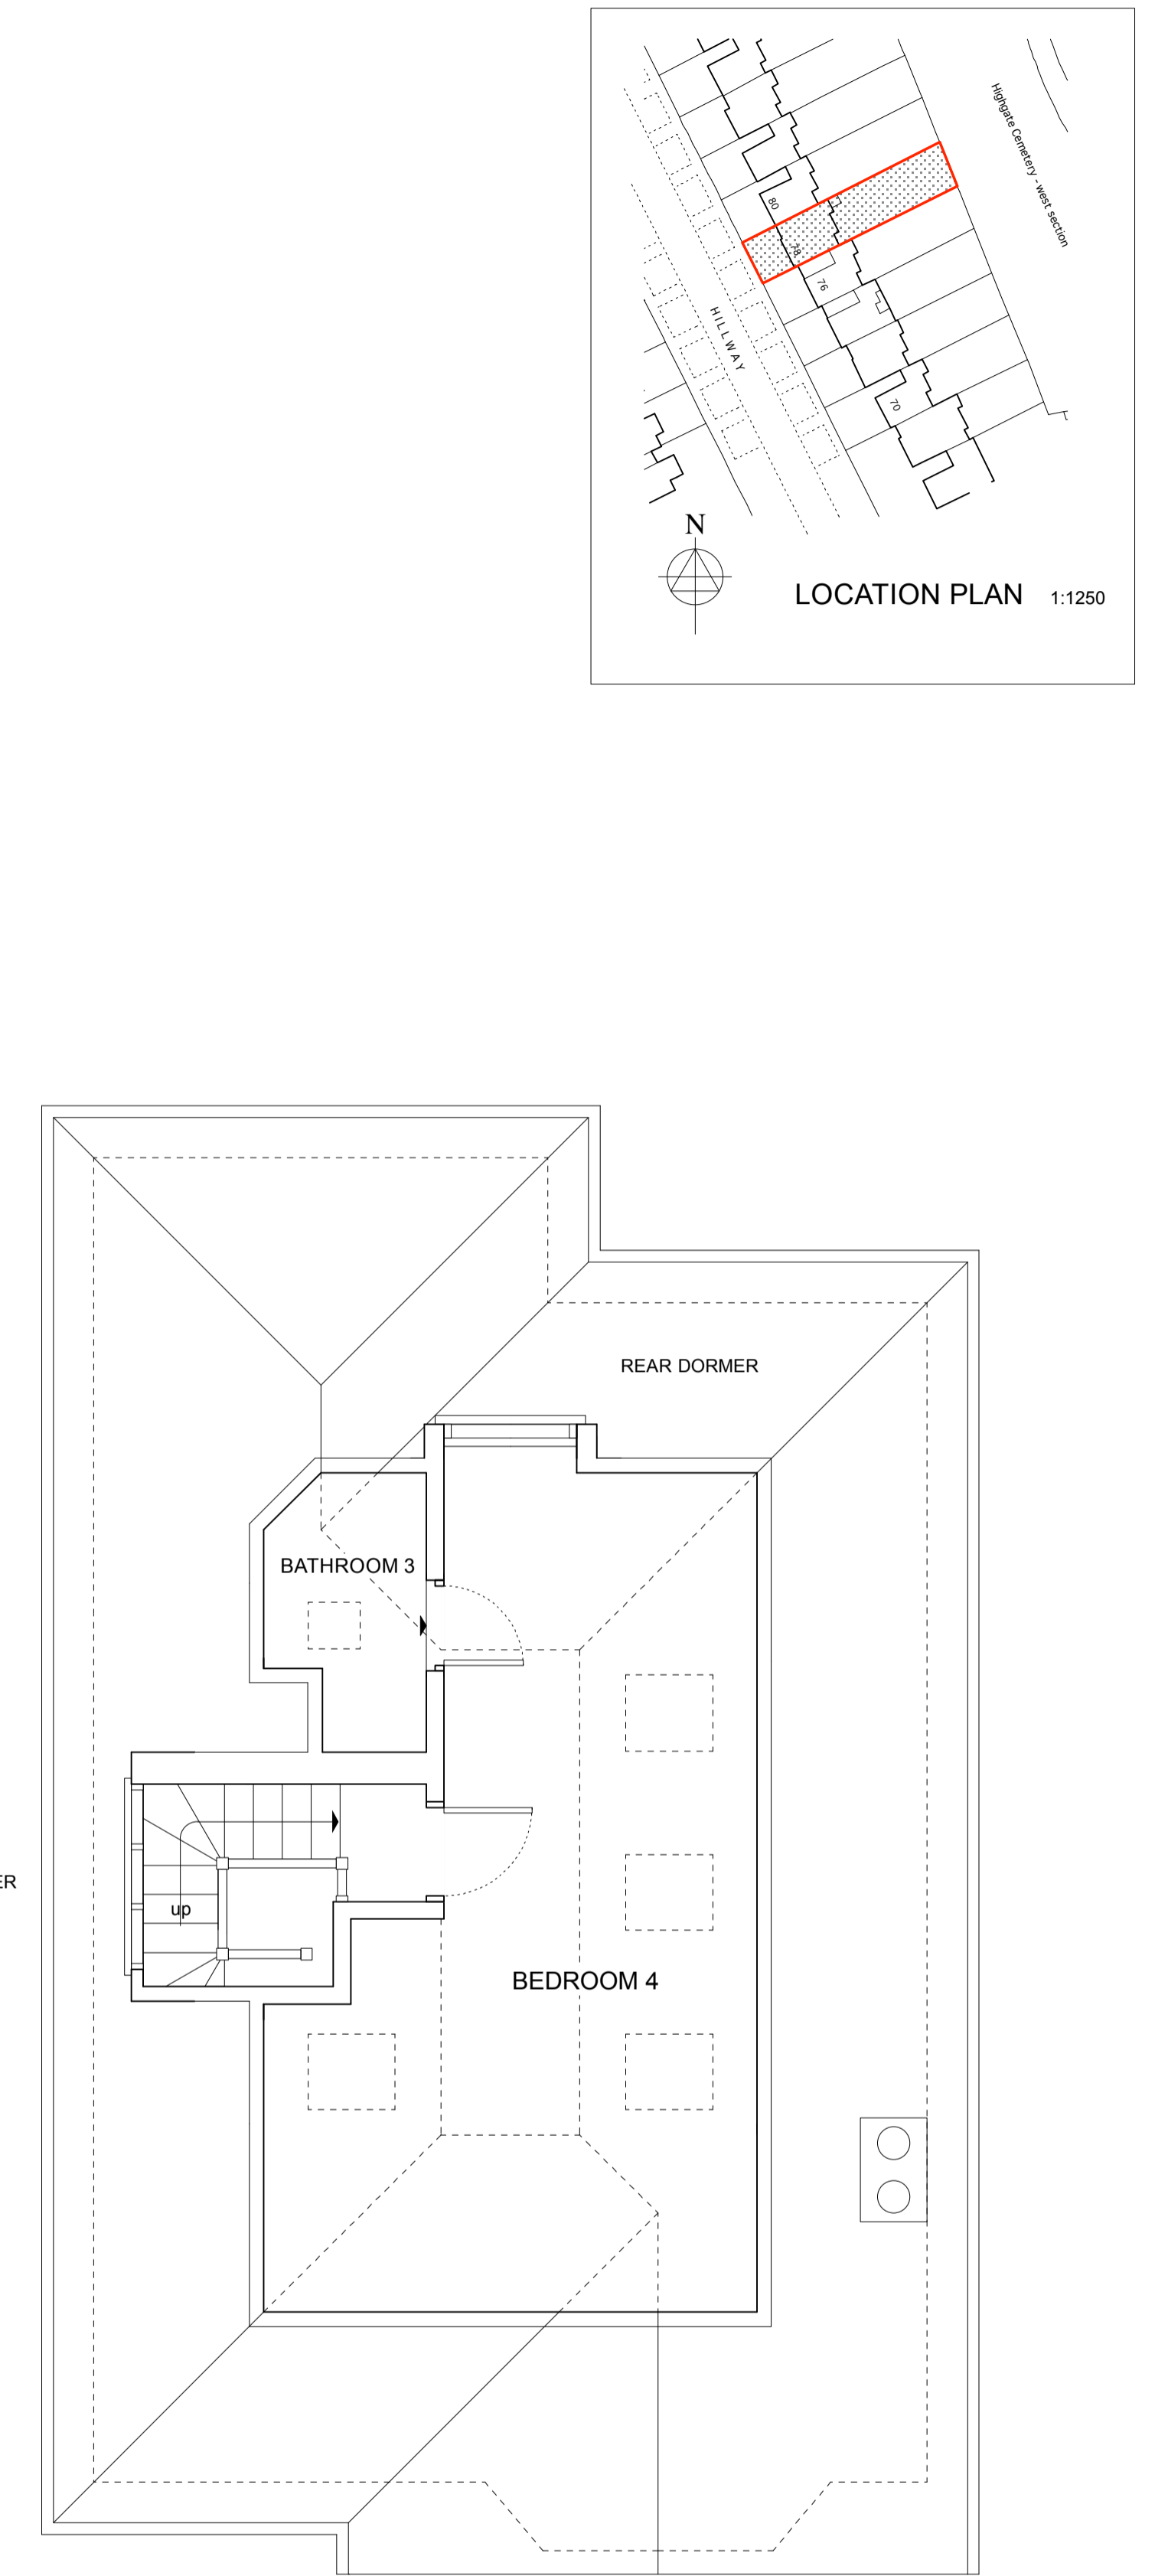 Highgate Cemetery - west section
80
78
76
HILLWAY
70
N
LOCATION PLAN 1:1250
REAR DORMER
BATHROOM 3
ER
up
BEDROOM 4